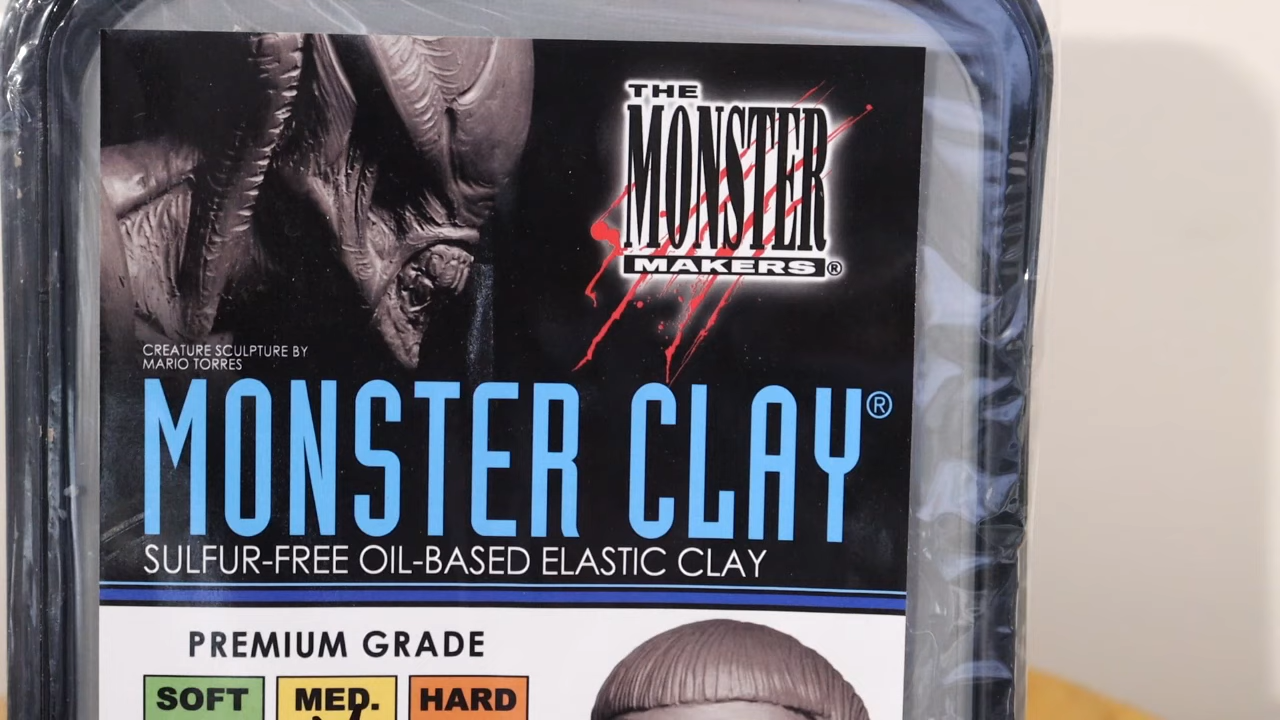 THE
MONSTER
MAKERS®
CREATURE SCULPTURE BY
MARIO TORRES
MONSTER CLAY®
SULFUR-FREE OIL-BASED ELASTIC CLAY
PREMIUM GRADE
SOFT MED. HARD